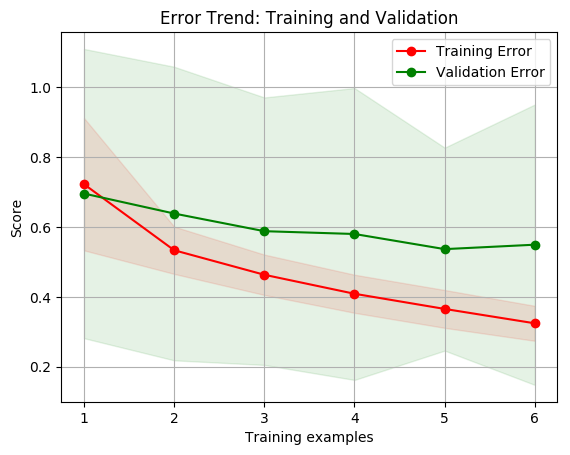 Error Trend: Training and Validation
Training Error
Validation Error
Score
1.0
0.8
0.6
0.4
0.2
1 2 3 4 5 6
Training examples